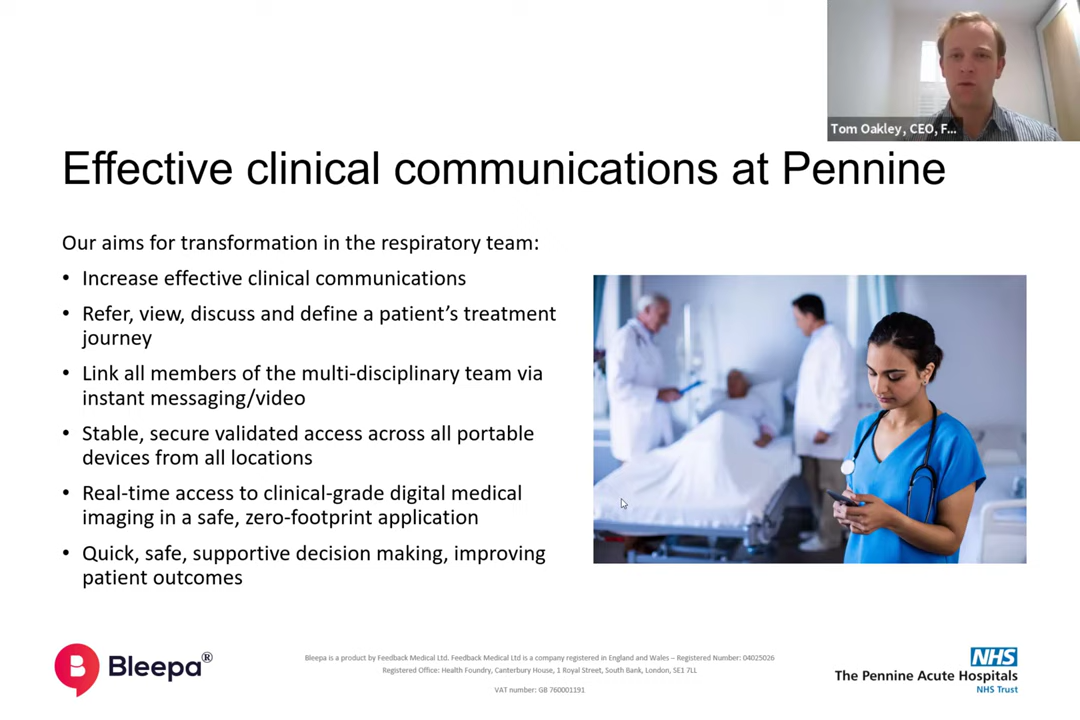 Tom Oakley, CEO, F...
Effective clinical communications at Pennine
Our aims for transformation in the respiratory team:
• Increase effective clinical communications
• Refer, view, discuss and define a patient’s treatment
journey
• Link all members of the multi-disciplinary team via
instant messaging/video
• Stable, secure validated access across all portable
devices from all locations
• Real-time access to clinical-grade digital medical
imaging in a safe, zero-footprint application
• Quick, safe, supportive decision making, improving
patient outcomes
B Bleepa®
Bleepa is a product by Feedback Medical Ltd. Feedback Medical Ltd is a company registered in England and Wales – Registered Number: 04025026
Registered Office: Health Foundry, Canterbury House, 1 Royal Street, South Bank, London, SE1 7LL
VAT number: GB 760001191
NHS
The Pennine Acute Hospitals
NHS Trust